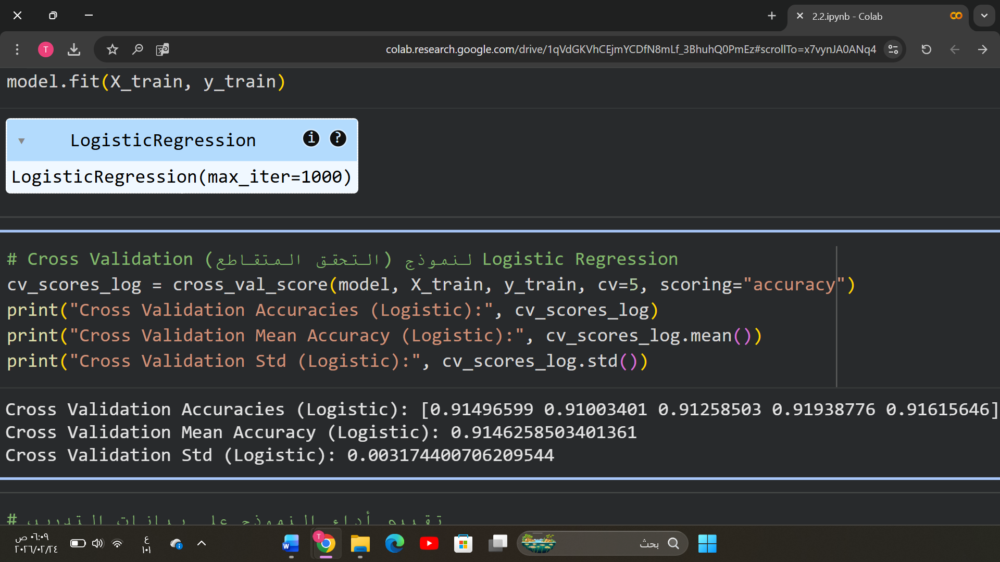 2.2.ipynb - Colab
T
colab.research.google.com/drive/1qVdGKVhCEjmYCDfN8mLf_3BhuhQ0PmEz#scrollTo=x7vynJA0ANq4
model.fit(X_train, y_train)
LogisticRegression
LogisticRegression(max_iter=1000)
# Cross Validation (التحقق المتقاطع) لنموذج Logistic Regression
cv_scores_log = cross_val_score(model, X_train, y_train, cv=5, scoring="accuracy")
print("Cross Validation Accuracies (Logistic):", cv_scores_log)
print("Cross Validation Mean Accuracy (Logistic):", cv_scores_log.mean())
print("Cross Validation Std (Logistic):", cv_scores_log.std())
Cross Validation Accuracies (Logistic): [0.91496599 0.91003401 0.91258503 0.91938776 0.91615646]
Cross Validation Mean Accuracy (Logistic): 0.9146258503401361
Cross Validation Std (Logistic): 0.003174400706209544
# تقييم أداء النموذج على بيانات التدريب
٠٦:٠٩ ص
٢٠٢٦/٠٢/٢٤
ع
١٠١
بحث